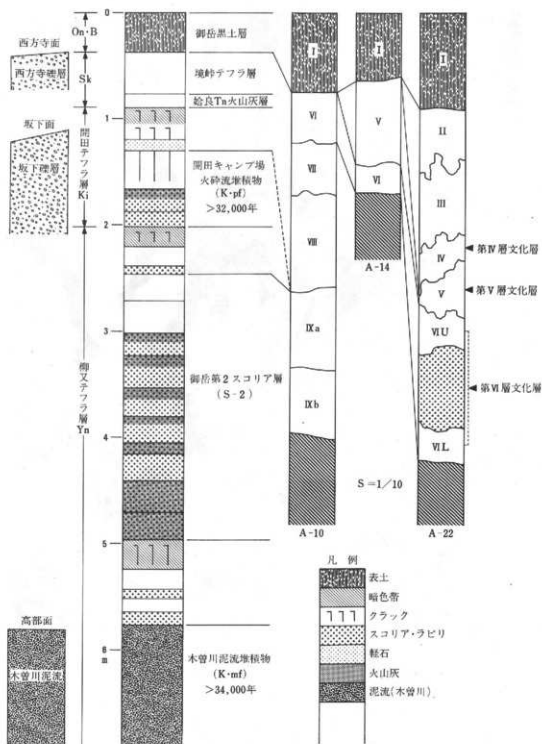 西方寺面
西方寺礫層
坂下面
坂下礫層
高部面
木曽川泥流
On・B
Sk
開田テフラ層
Ki
柳又テフラ層
Yn
0
1
2
3
4
5
6
m
御岳黒土層
境峠テフラ層
姶良Tn火山灰層
開田キャンプ場
火砕流堆積物
(K・pf)
>32,000年
御岳第2スコリア層
(S-2)
木曽川泥流堆積物
(K・mf)
>34,000年
I
VI
VII
VIII
IXa
IXb
A-10
I
V
VI
A-14
I
II
III
IV
V
VI U
VI L
A-22
第IV層文化層
第V層文化層
第VI層文化層
S=1/10
凡 例
表土
暗色帯
クラック
スコリア・ラピリ
軽石
火山灰
泥流(木曽川)